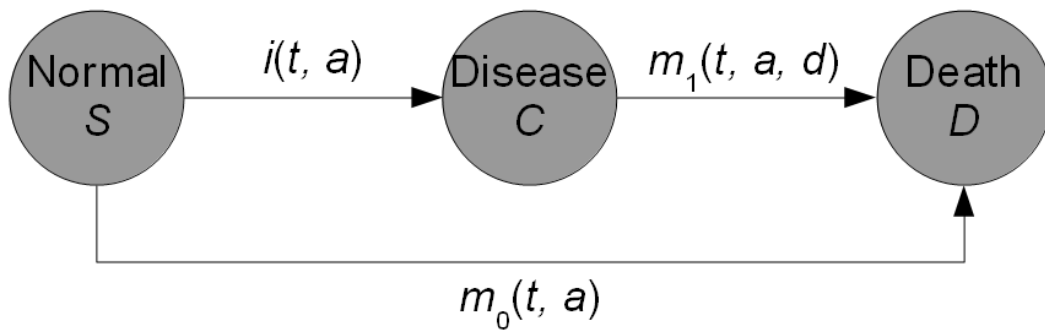 Normal
S
i(t, a)
Disease
C
m₁(t, a, d)
Death
D
m₀(t, a)